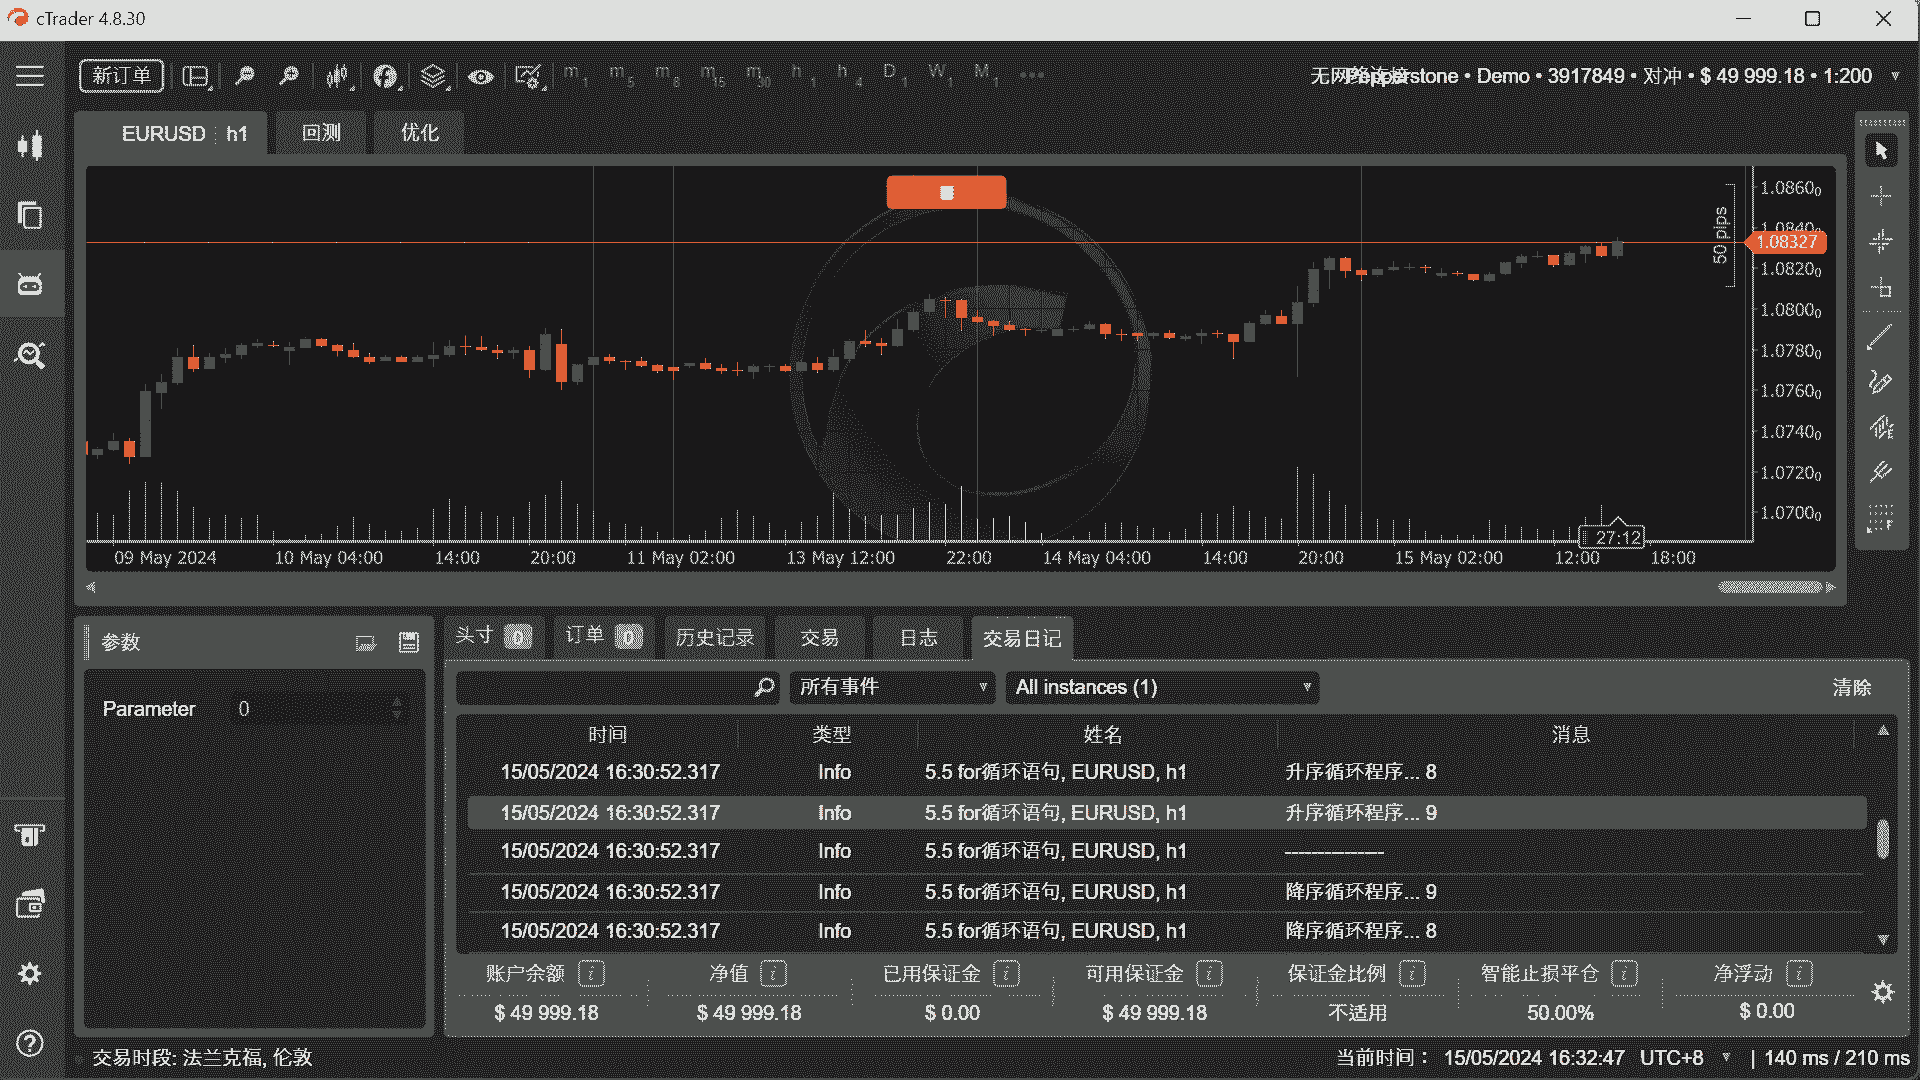 cTrader 4.8.30
新订单
m1 m5 m8 m15 m30 h1 h4 D1 W1 M1
Pepperstone • Demo • 3917849 • 对冲 • $ 49 999.18 • 1:200
EURUSD h1 回测 优化
50 pips
1.08600
1.08400
1.08327
1.08200
1.08000
1.07800
1.07600
1.07400
1.07200
1.07000
27:12
09 May 2024 10 May 04:00 14:00 20:00 11 May 02:00 13 May 12:00 22:00 14 May 04:00 14:00 20:00 15 May 02:00 12:00 18:00
参数
Parameter 0
头寸 0 订单 0 历史记录 交易 日志 交易日记
所有事件 All instances (1) 清除
时间 类型 姓名 消息
15/05/2024 16:30:52.317 Info 5.5 for循环语句, EURUSD, h1 升序循环程序... 8
15/05/2024 16:30:52.317 Info 5.5 for循环语句, EURUSD, h1 升序循环程序... 9
15/05/2024 16:30:52.317 Info 5.5 for循环语句, EURUSD, h1 ---------------
15/05/2024 16:30:52.317 Info 5.5 for循环语句, EURUSD, h1 降序循环程序... 9
15/05/2024 16:30:52.317 Info 5.5 for循环语句, EURUSD, h1 降序循环程序... 8
账户余额 净值 已用保证金 可用保证金 保证金比例 智能止损平仓 净浮动
$ 49 999.18 $ 49 999.18 $ 0.00 $ 49 999.18 不适用 50.00% $ 0.00
交易时段: 法兰克福, 伦敦
当前时间： 15/05/2024 16:32:47 UTC+8 | 140 ms / 210 ms